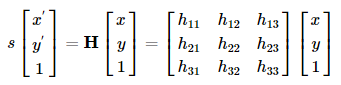 s [x' y' 1] = H [x y 1] = [h11 h12 h13 h21 h22 h23 h31 h32 h33] [x y 1]